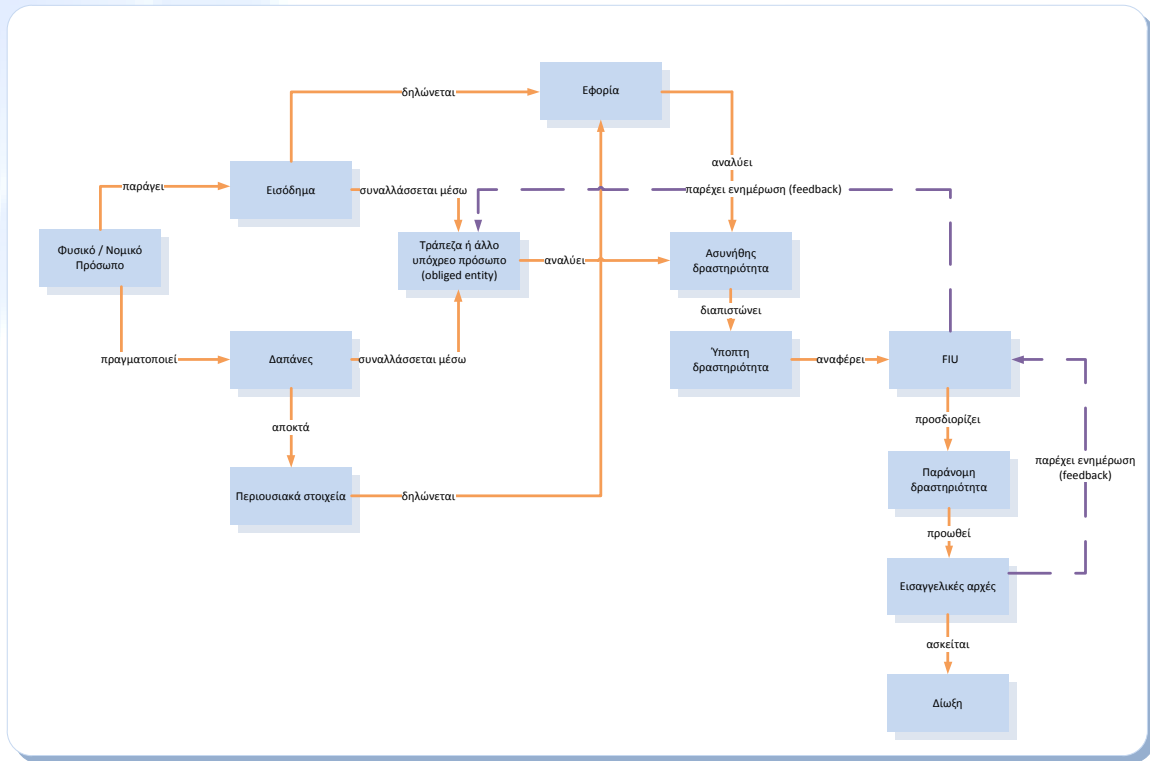 Εφορία
δηλώνεται
αναλύει
παράγει
Εισόδημα
συναλλάσσεται μέσω
παρέχει ενημέρωση (feedback)
Φυσικό / Νομικό
Πρόσωπο
Τράπεζα ή άλλο
υπόχρεο πρόσωπο
(obliged entity)
αναλύει
Ασυνήθης
δραστηριότητα
διαπιστώνει
πραγματοποιεί
Δαπάνες
συναλλάσσεται μέσω
Ύποπτη
δραστηριότητα
αναφέρει
FIU
αποκτά
προσδιορίζει
παρέχει ενημέρωση
(feedback)
Περιουσιακά στοιχεία
δηλώνεται
Παράνομη
δραστηριότητα
προωθεί
Εισαγγελικές αρχές
ασκείται
Δίωξη